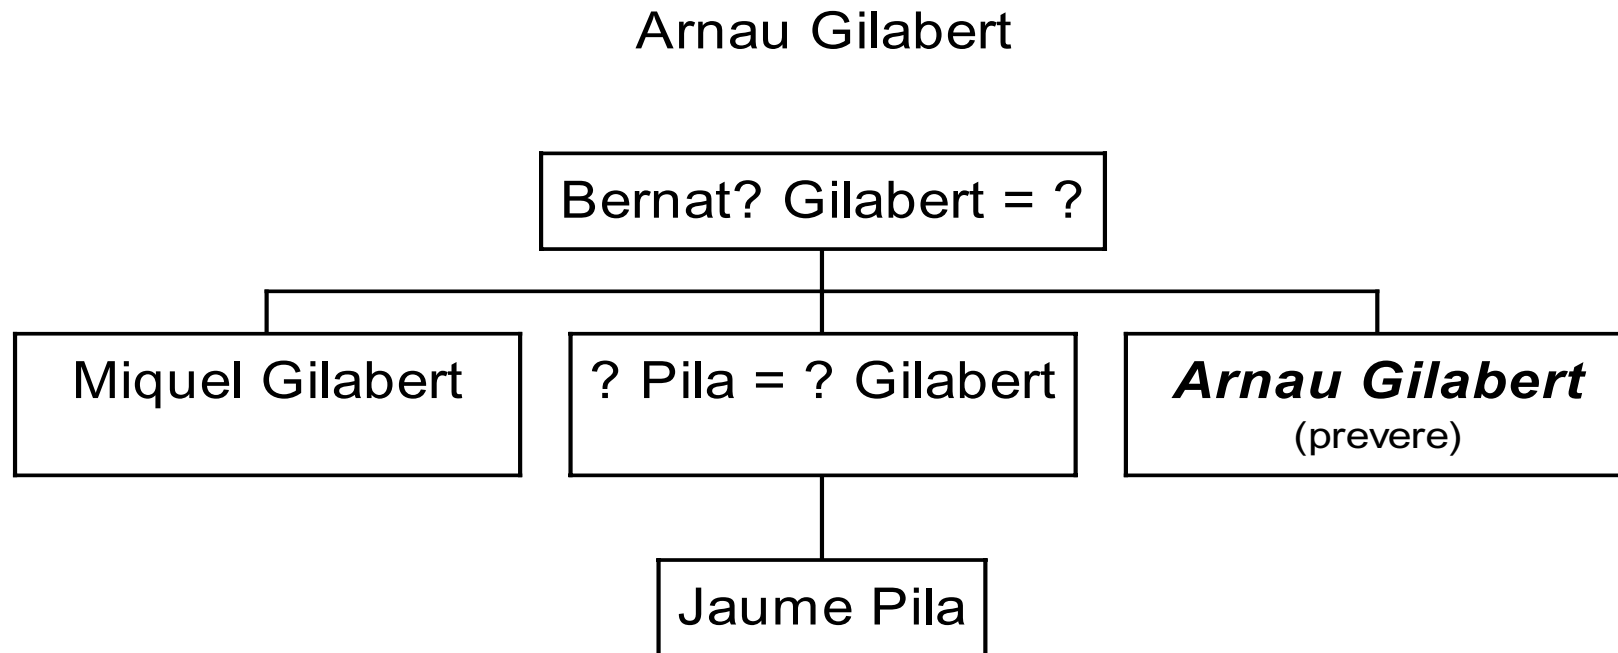 Arnau Gilabert
Bernat? Gilabert = ?
Miquel Gilabert
? Pila = ? Gilabert
Arnau Gilabert
(prevere)
Jaume Pila